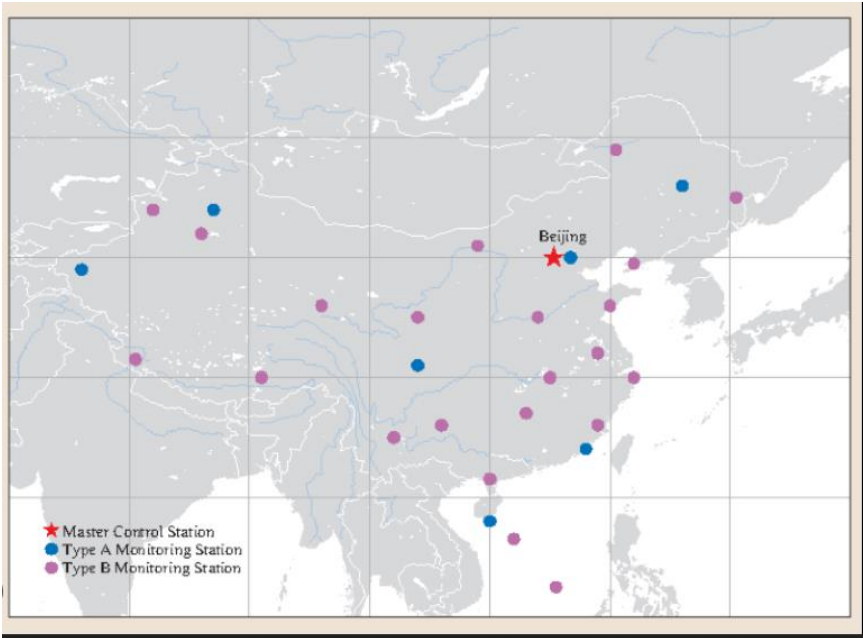 Beijing
Master Control Station
Type A Monitoring Station
Type B Monitoring Station